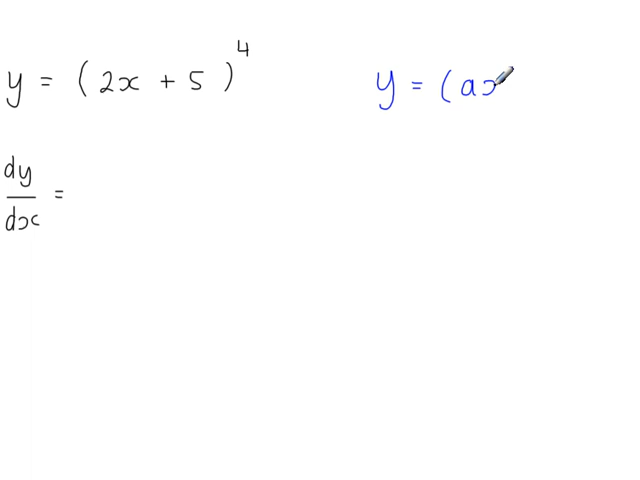 y = (2x + 5)^4
y = (ax
dy/dx =